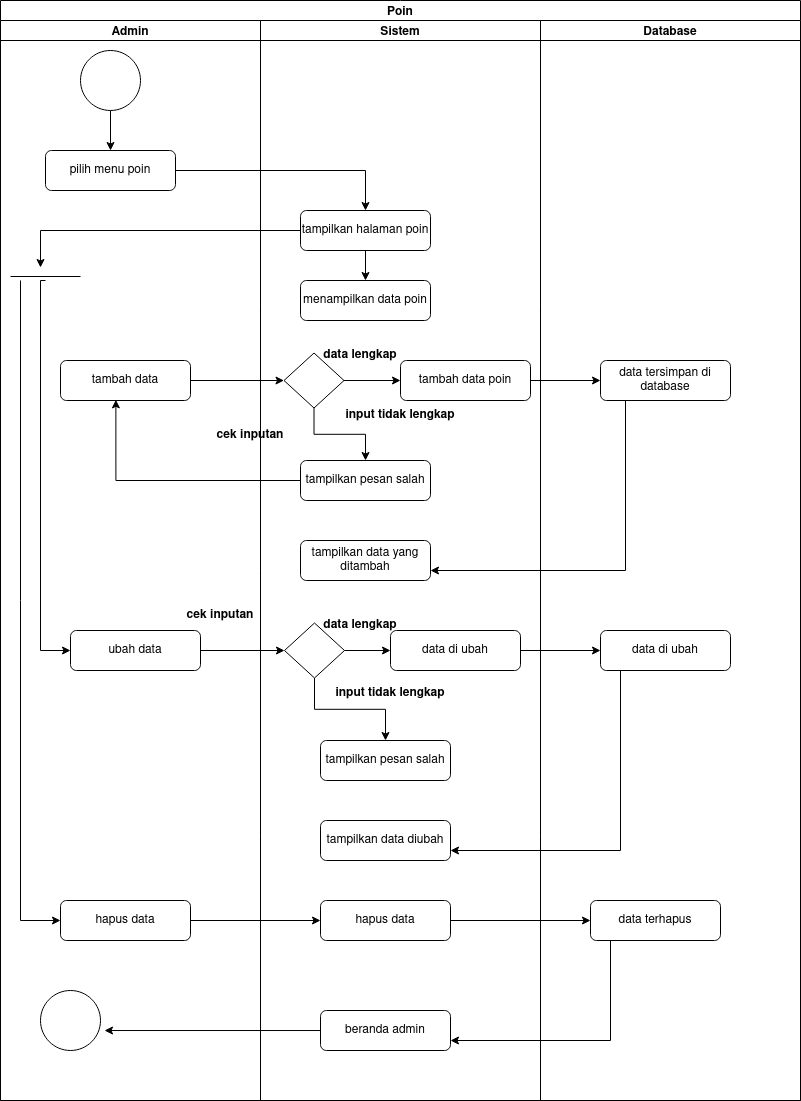 Poin
Admin
Sistem
Database
pilih menu poin
tampilkan halaman poin
menampilkan data poin
data lengkap
tambah data
tambah data poin
data tersimpan di
database
input tidak lengkap
cek inputan
tampilkan pesan salah
tampilkan data yang
ditambah
cek inputan
data lengkap
ubah data
data di ubah
data di ubah
input tidak lengkap
tampilkan pesan salah
tampilkan data diubah
hapus data
hapus data
data terhapus
beranda admin